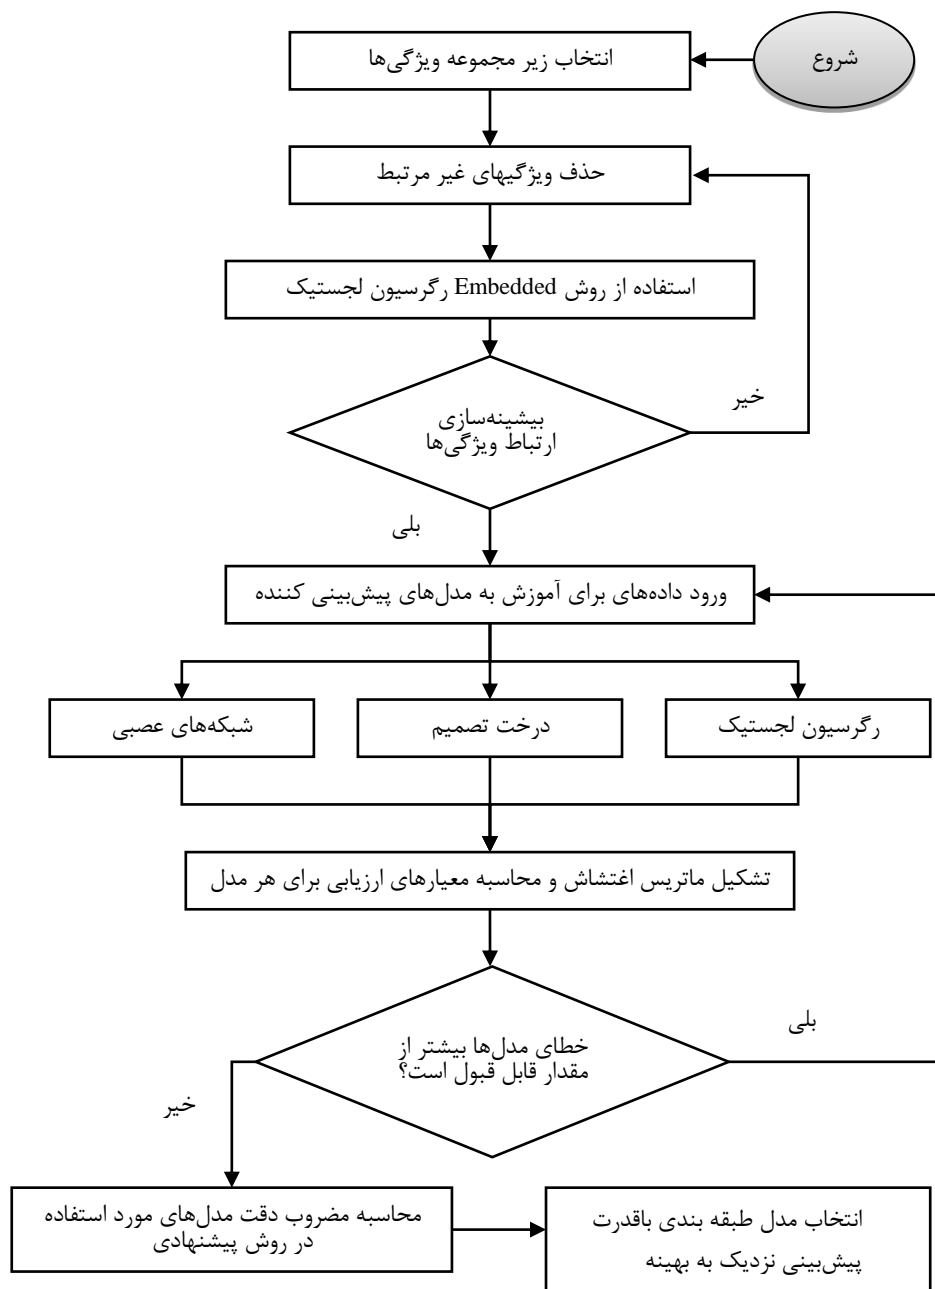 شروع
انتخاب زیر مجموعه ویژگی‌ها
حذف ویژگیهای غیر مرتبط
استفاده از روش Embedded رگرسیون لجستیک
بیشینه‌سازی
ارتباط ویژگی‌ها
خیر
بلی
ورود داده‌های برای آموزش به مدل‌های پیش‌بینی کننده
رگرسیون لجستیک
درخت تصمیم
شبکه‌های عصبی
تشکیل ماتریس اغتشاش و محاسبه معیارهای ارزیابی برای هر مدل
خطای مدل‌ها بیشتر از
مقدار قابل قبول است؟
بلی
خیر
محاسبه مضروب دقت مدل‌های مورد استفاده
در روش پیشنهادی
انتخاب مدل طبقه بندی باقدرت
پیش‌بینی نزدیک به بهینه